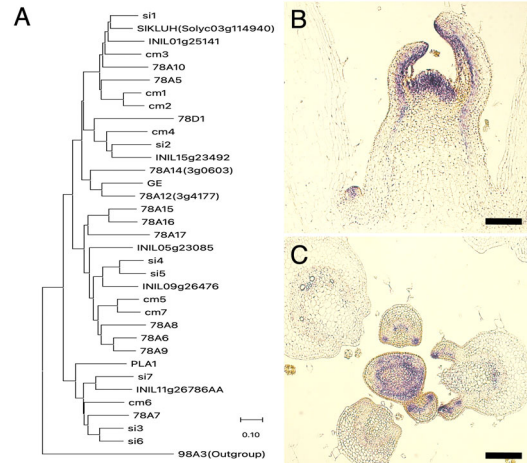 A
si1
SlKLUH(Solyc03g114940)
INIL01g25141
cm3
78A10
78A5
cm1
cm2
78D1
cm4
si2
INIL15g23492
78A14(3g0603)
GE
78A12(3g4177)
78A15
78A16
78A17
INIL05g23085
si4
si5
INIL09g26476
cm5
cm7
78A8
78A6
78A9
PLA1
si7
INIL11g26786AA
cm6
78A7
si3
si6
98A3(Outgroup)
0.10
B
C